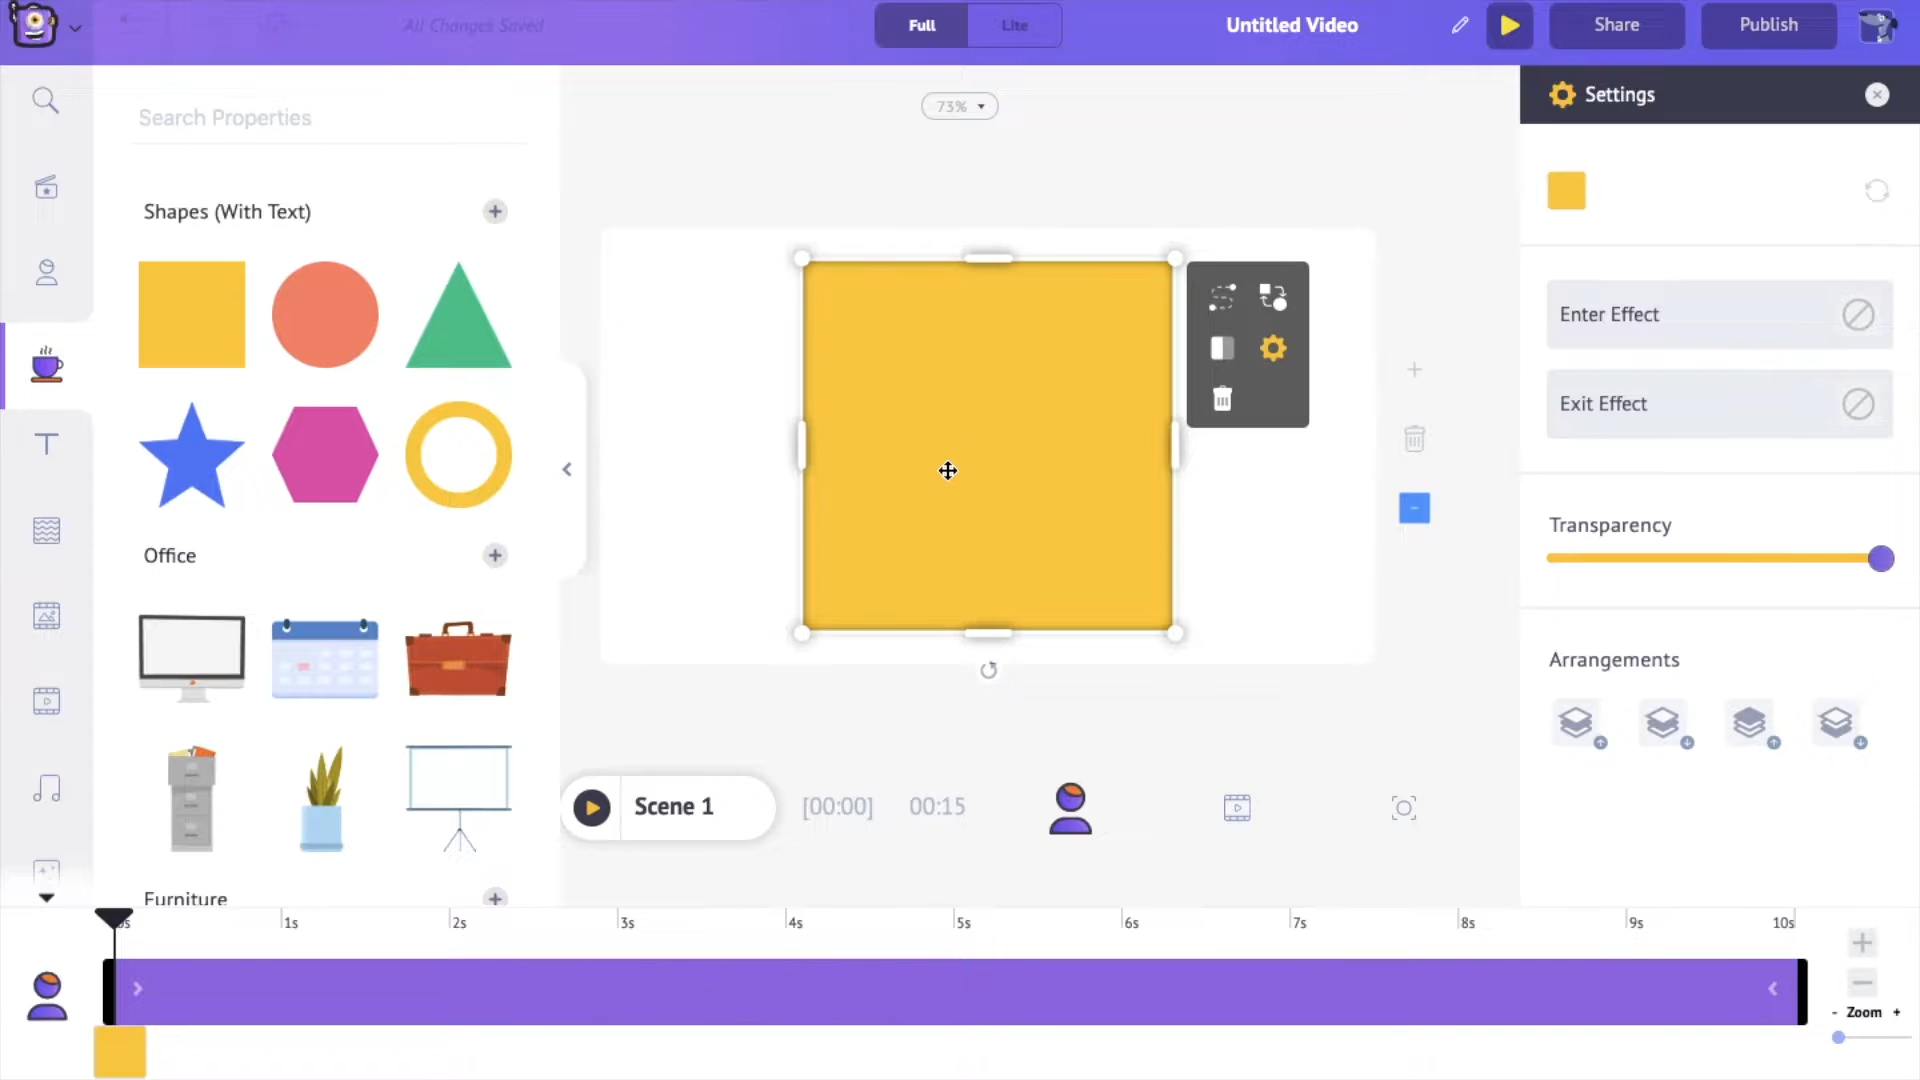 All Changes Saved
Full
Lite
Untitled Video
Share
Publish
Search Properties
73%
Settings
Shapes (With Text)
Enter Effect
Exit Effect
Transparency
Office
Arrangements
Scene 1
[00:00]
00:15
Furniture
1s
2s
3s
4s
5s
6s
7s
8s
9s
10s
- Zoom +